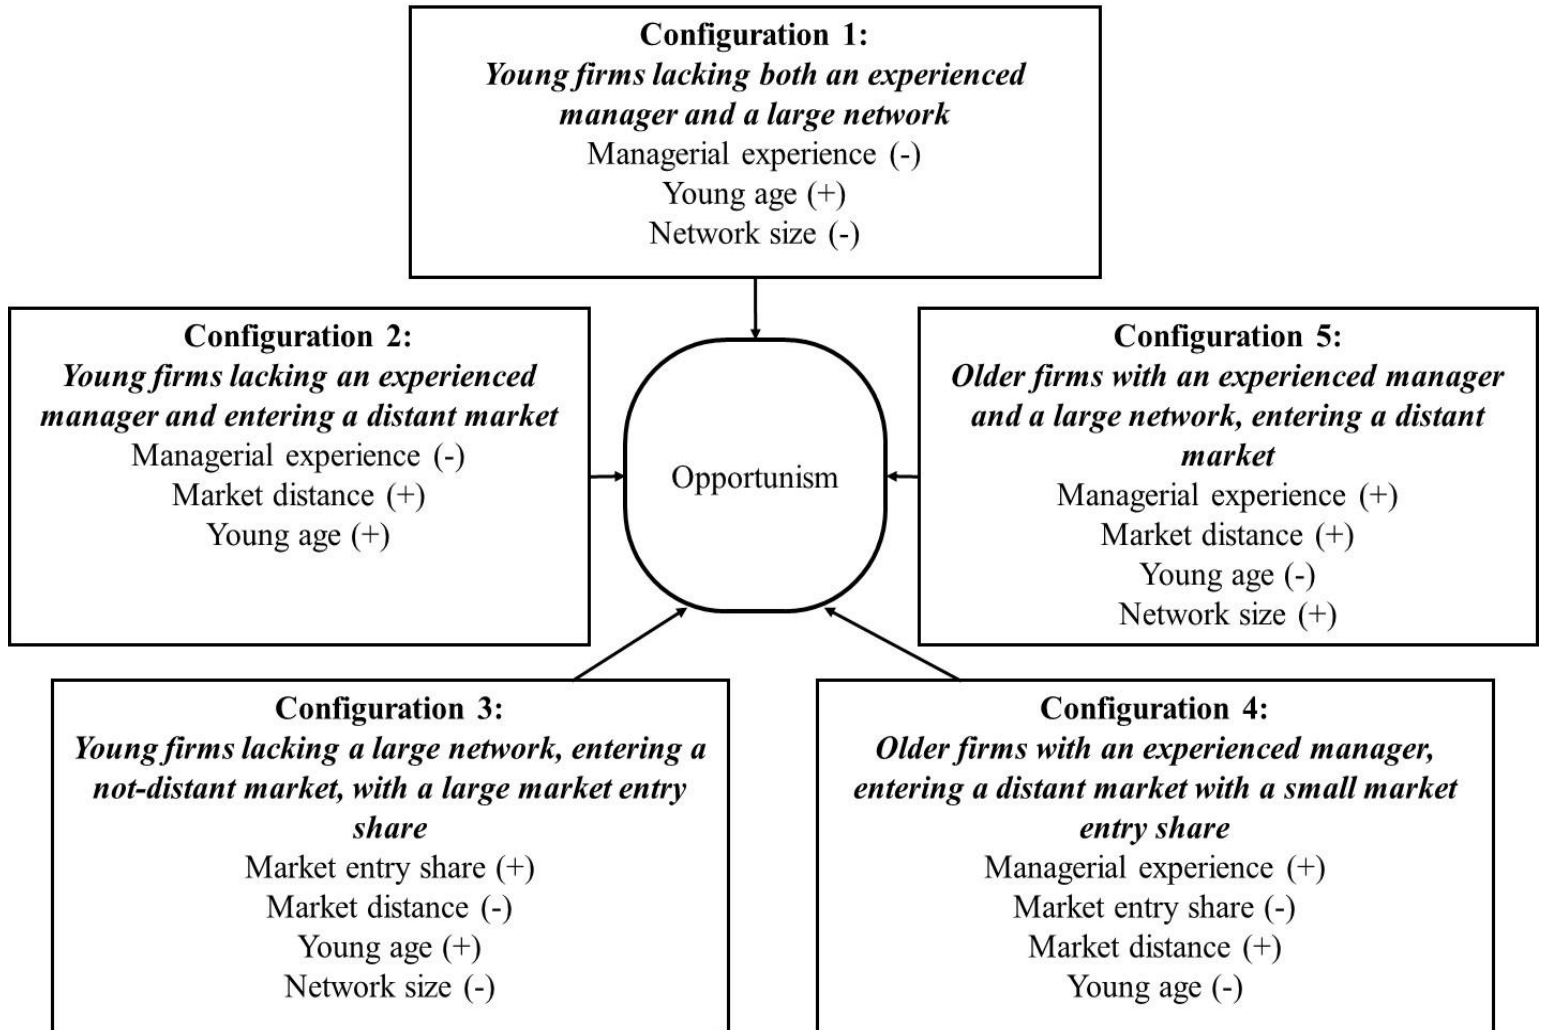 Configuration 1:
Young firms lacking both an experienced
manager and a large network
Managerial experience (-)
Young age (+)
Network size (-)
Configuration 2:
Young firms lacking an experienced
manager and entering a distant market
Managerial experience (-)
Market distance (+)
Young age (+)
Opportunism
Configuration 5:
Older firms with an experienced manager
and a large network, entering a distant
market
Managerial experience (+)
Market distance (+)
Young age (-)
Network size (+)
Configuration 3:
Young firms lacking a large network, entering a
not-distant market, with a large market entry
share
Market entry share (+)
Market distance (-)
Young age (+)
Network size (-)
Configuration 4:
Older firms with an experienced manager,
entering a distant market with a small market
entry share
Managerial experience (+)
Market entry share (-)
Market distance (+)
Young age (-)